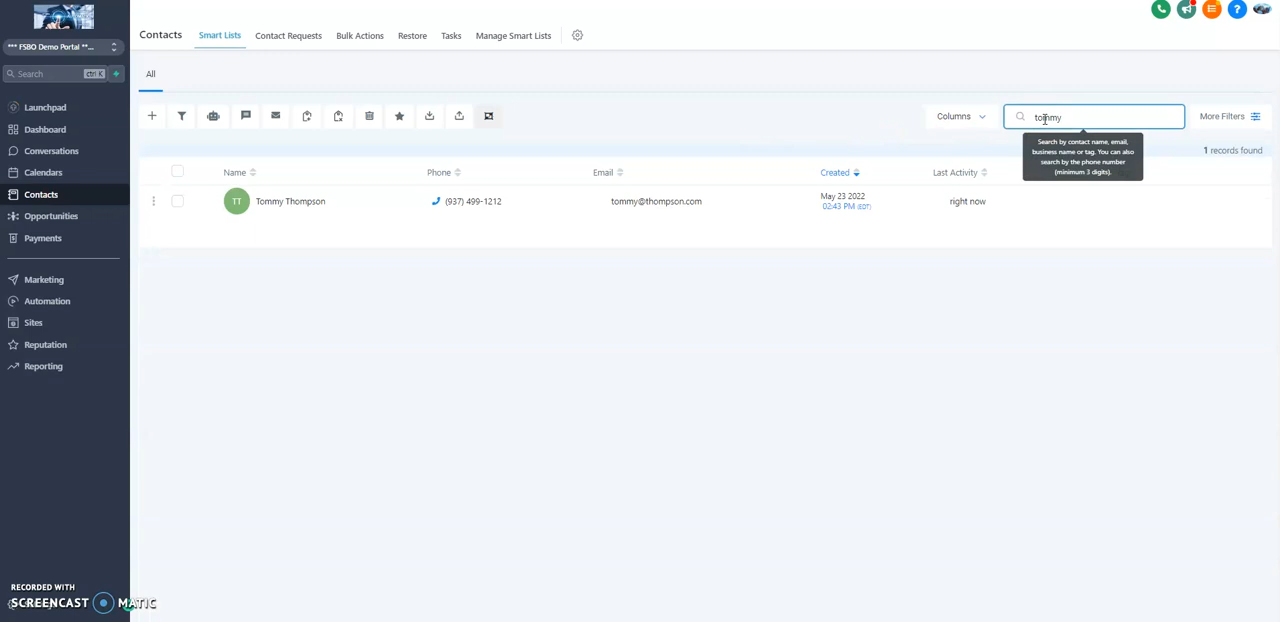 Contacts
Smart Lists
Contact Requests
Bulk Actions
Restore
Tasks
Manage Smart Lists
*** FSBO Demo Portal **...
Search
ctrl K
All
Launchpad
Dashboard
Conversations
Calendars
Contacts
Opportunities
Payments
Marketing
Automation
Sites
Reputation
Reporting
Columns
tommy
More Filters
Search by contact name, email,
business name or tag. You can also
search by the phone number
(minimum 3 digits).
1 records found
Name
Phone
Email
Created
Last Activity
TT
Tommy Thompson
(937) 499-1212
tommy@thompson.com
May 23 2022
02:43 PM (EDT)
right now
RECORDED WITH
SCREENCAST MATIC